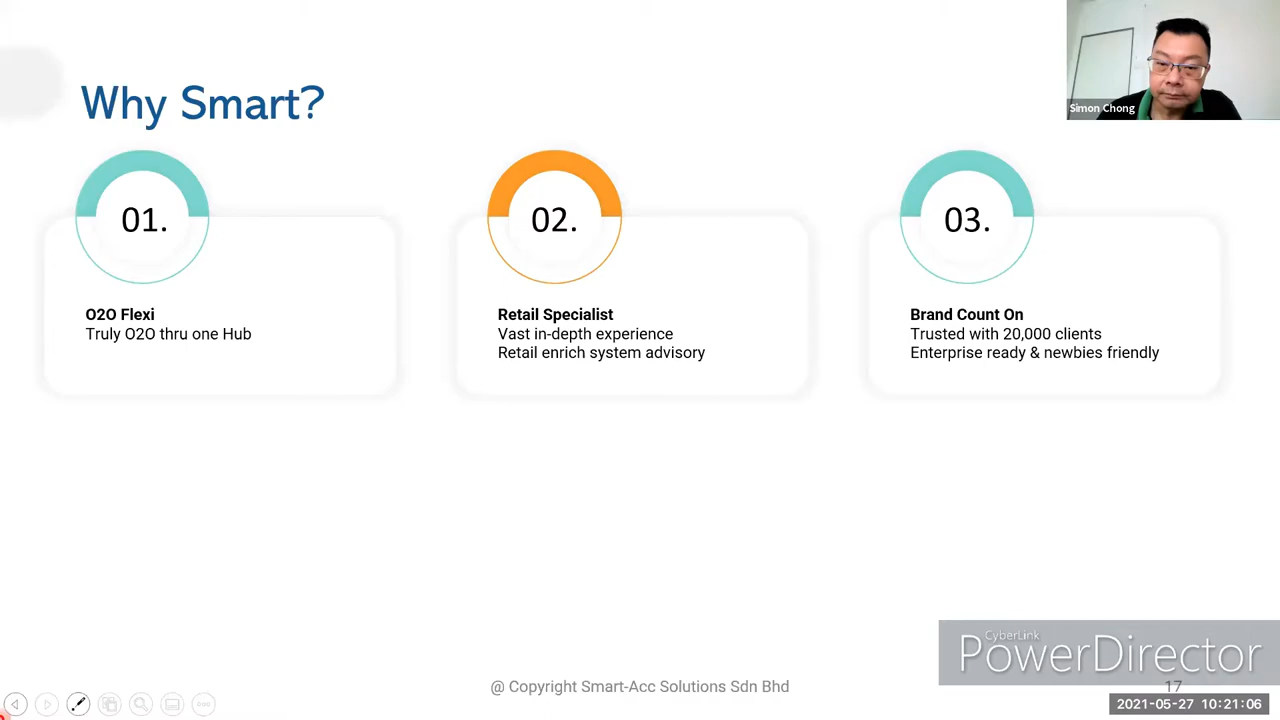 Why Smart?
Simon Chong
01.
O2O Flexi
Truly O2O thru one Hub
02.
Retail Specialist
Vast in-depth experience
Retail enrich system advisory
03.
Brand Count On
Trusted with 20,000 clients
Enterprise ready & newbies friendly
CyberLink
PowerDirector
@ Copyright Smart-Acc Solutions Sdn Bhd
17
2021-05-27 10:21:06